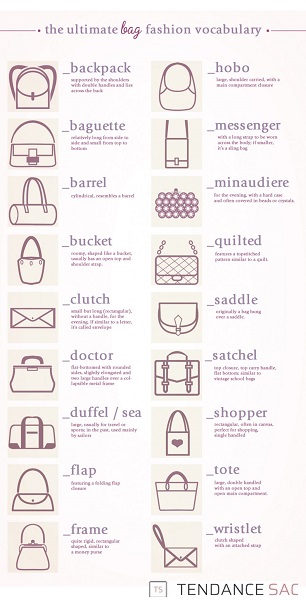 • the ultimate bag fashion vocabulary •
_backpack
supported by the shoulders
with double handles and lies
across the back
_baguette
relatively long from side to
side and small from top to
bottom
_barrel
cylindrical, resembles a barrel
_bucket
roomy, shaped like a bucket,
usually has an open top and
shoulder strap.
_clutch
small but long (rectangular),
without a handle, for the
evening. if similar to a letter,
it's called envelope
_doctor
flat-bottomed with rounded
sides, slightly elongated and
two large handles over a col-
lapsible metal frame
_duffel / sea
large, usually for travel or
sports; in the past, used mainly
by sailors
_flap
featuring a folding flap
closure
_frame
quite rigid, rectangular
shaped, similar to
a money purse
_hobo
large, shoulder carried, with a
main compartment closure
_messenger
with a long strap to be worn
across the body; if smaller,
it's a sling bag
_minaudiere
for the evening, with a hard case
and often covered in beads or crystals.
_quilted
features a topstitched
pattern similar to a quilt.
_saddle
originally a bag hung
over a saddle.
_satchel
top closure, top carry handle,
flat bottom; similar to
vintage school bags
_shopper
rectangular, often in canvas,
perfect for shopping,
single handled
_tote
large, double handled
with an open top and
open main compartment.
_wristlet
clutch shaped
with an attached strap
TS TENDANCE SAC